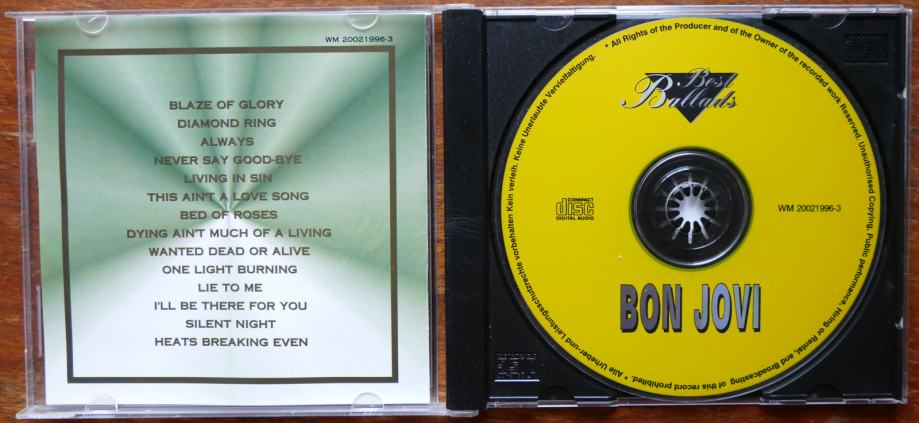 WM 20021996-3
BLAZE OF GLORY
DIAMOND RING
ALWAYS
NEVER SAY GOOD-BYE
LIVING IN SIN
THIS AIN'T A LOVE SONG
BED OF ROSES
DYING AIN'T MUCH OF A LIVING
WANTED DEAD OR ALIVE
ONE LIGHT BURNING
LIE TO ME
I'LL BE THERE FOR YOU
SILENT NIGHT
HEATS BREAKING EVEN
* All Rights of the Producer and of the Owner of the recorded work Reserved. Unauthorised Copying, Public performance, Hiring or Rental, and Broadcasting of this record prohibited. * Alle Urheber-und Leistungsschutzrechte vorbehalten Kein verleih. Keine Unerlaubte Vervielfaltigung.
Best
Ballads
COMPACT
disc
DIGITAL AUDIO
WM 20021996-3
BON JOVI